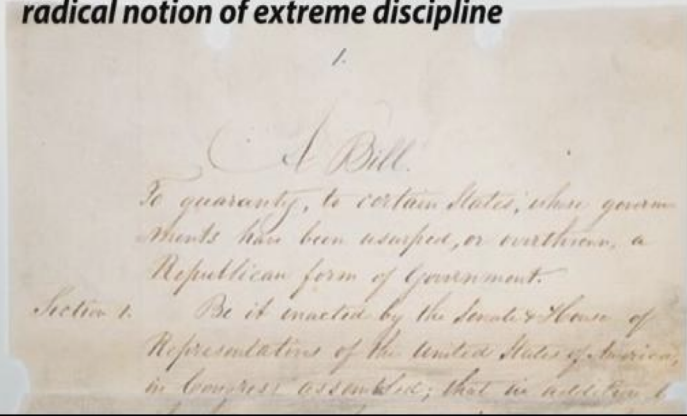 radical notion of extreme discipline
1.
A Bill.
To guaranty, to certain States, whose govern
ments have been usurped, or overthrown, a
Republican form of Government.
Section 1. Be it enacted by the Senate & House of
Representatives of the United States of America,
in Congress assembled; that in addition to